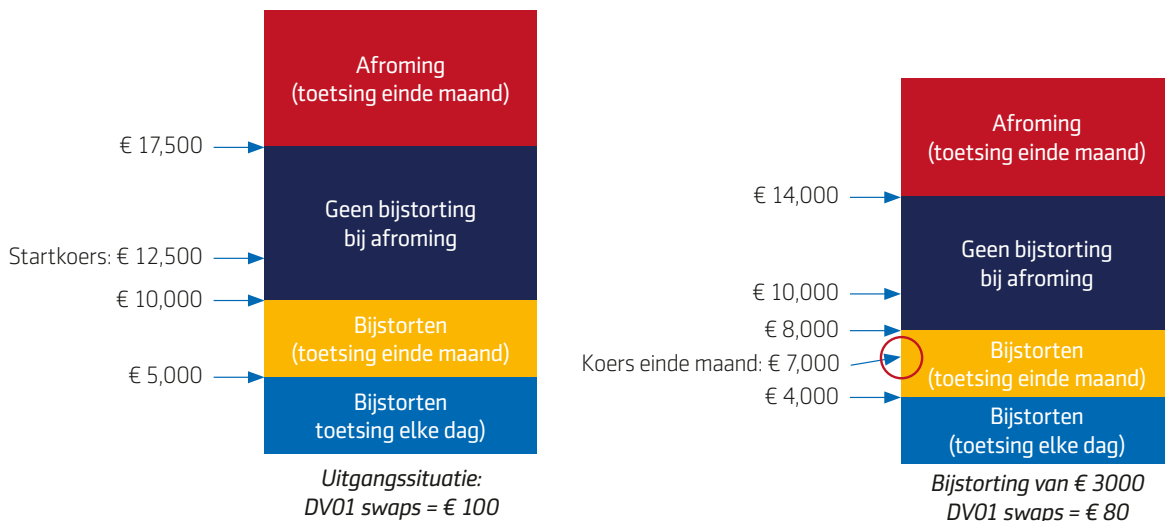 Afroming
(toetsing einde maand)
€ 17,500
Geen bijstorting
bij afroming
Startkoers: € 12,500
€ 10,000
Bijstorten
(toetsing einde maand)
€ 5,000
Bijstorten
toetsing elke dag)
Uitgangssituatie:
DV01 swaps = € 100
Afroming
(toetsing einde maand)
€ 14,000
Geen bijstorting
bij afroming
€ 10,000
€ 8,000
Koers einde maand: € 7,000
Bijstorten
(toetsing einde maand)
€ 4,000
Bijstorten
(toetsing elke dag)
Bijstorting van € 3000
DV01 swaps = € 80